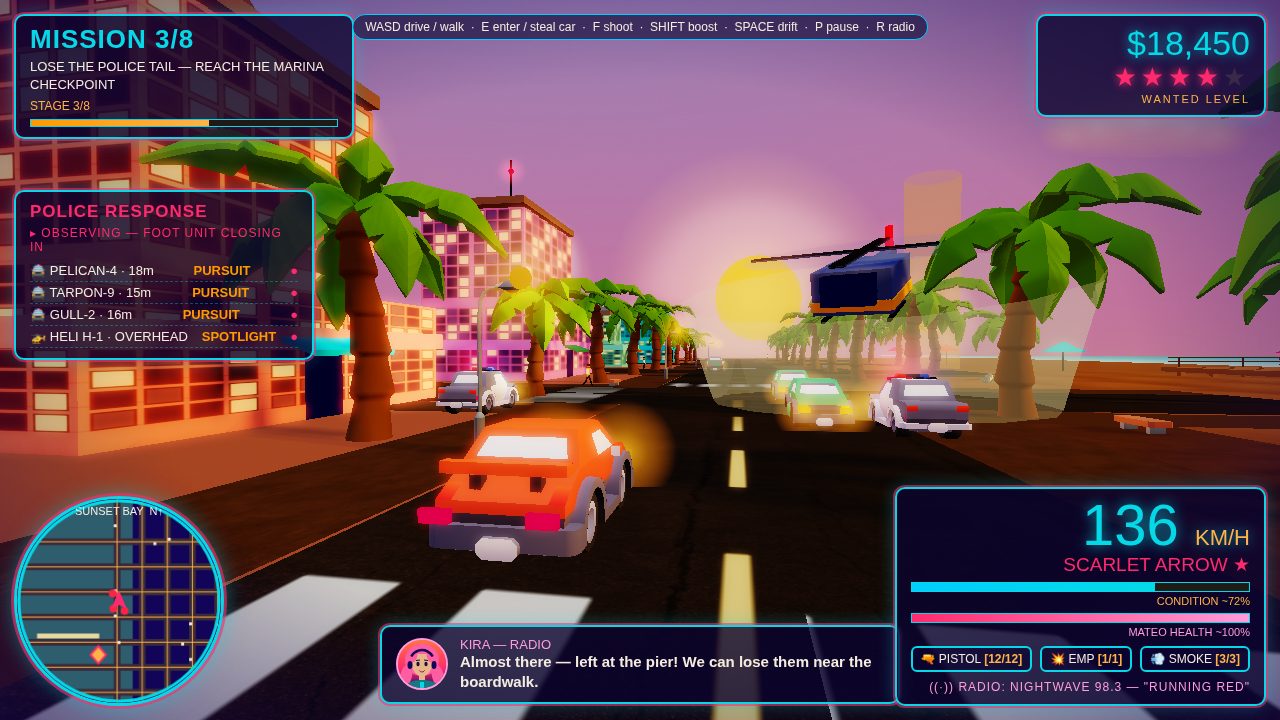 MISSION 3/8
LOSE THE POLICE TAIL — REACH THE MARINA
CHECKPOINT
STAGE 3/8
WASD drive / walk · E enter / steal car · F shoot · SHIFT boost · SPACE drift · P pause · R radio
$18,450
★★★★★
WANTED LEVEL
POLICE RESPONSE
▸ OBSERVING — FOOT UNIT CLOSING
IN
PELICAN-4 · 18m PURSUIT
TARPON-9 · 15m PURSUIT
GULL-2 · 16m PURSUIT
HELI H-1 · OVERHEAD SPOTLIGHT
SUNSET BAY
KIRA — RADIO
Almost there — left at the pier! We can lose them near the
boardwalk.
136 KM/H
SCARLET ARROW ★
CONDITION ~72%
MATEO HEALTH ~100%
PISTOL [12/12] EMP [1/1] SMOKE [3/3]
((·)) RADIO: NIGHTWAVE 98.3 — "RUNNING RED"